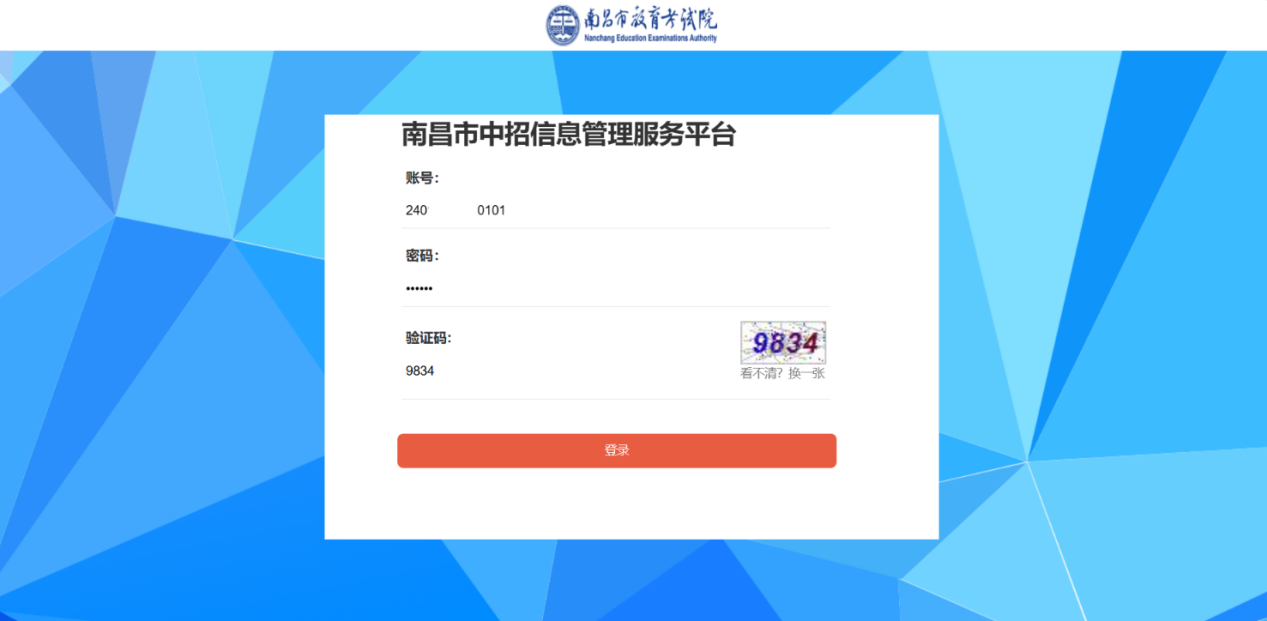 南昌市教育考试院
Nanchang Education Examinations Authority
南昌市中招信息管理服务平台
账号：
240 0101
密码：
••••••
验证码：
9834
9834
看不清？换一张
登录